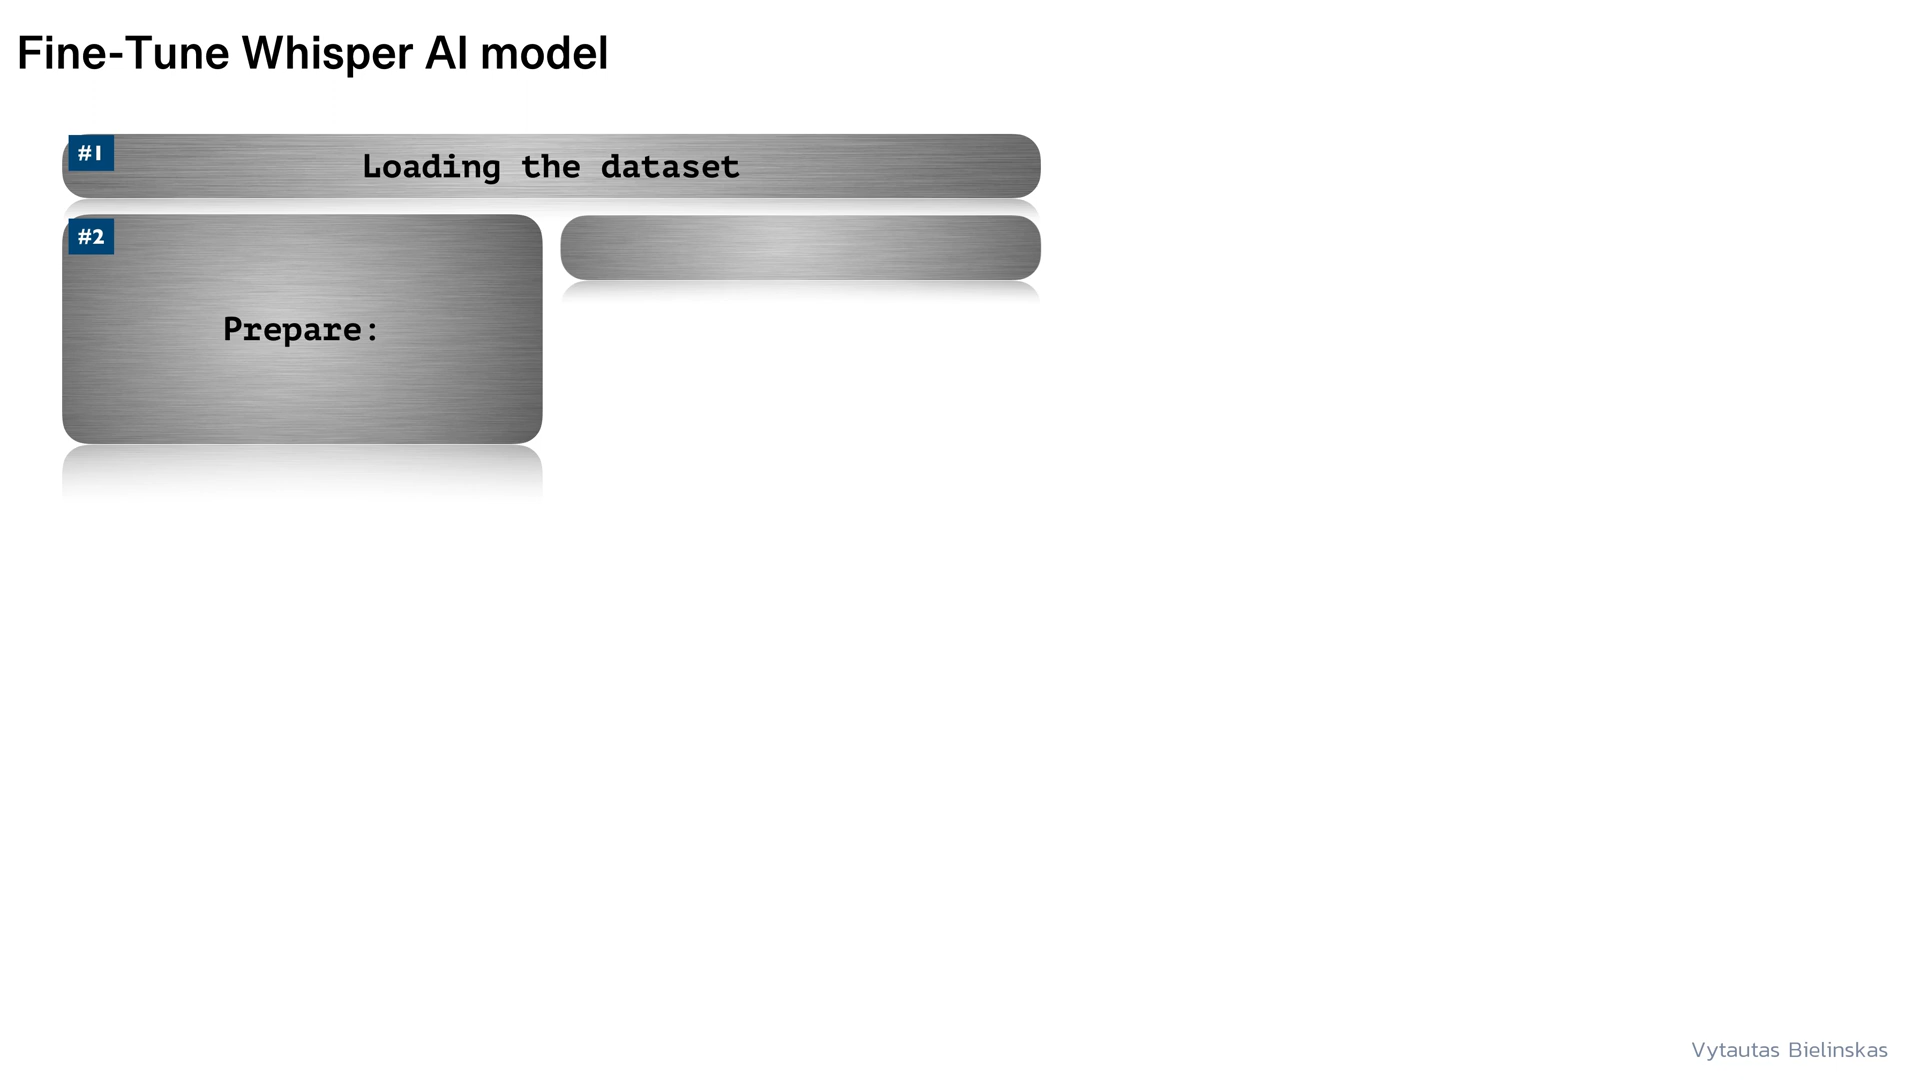 Fine-Tune Whisper AI model
#1
Loading the dataset
#2
Prepare:
Vytautas Bielinskas